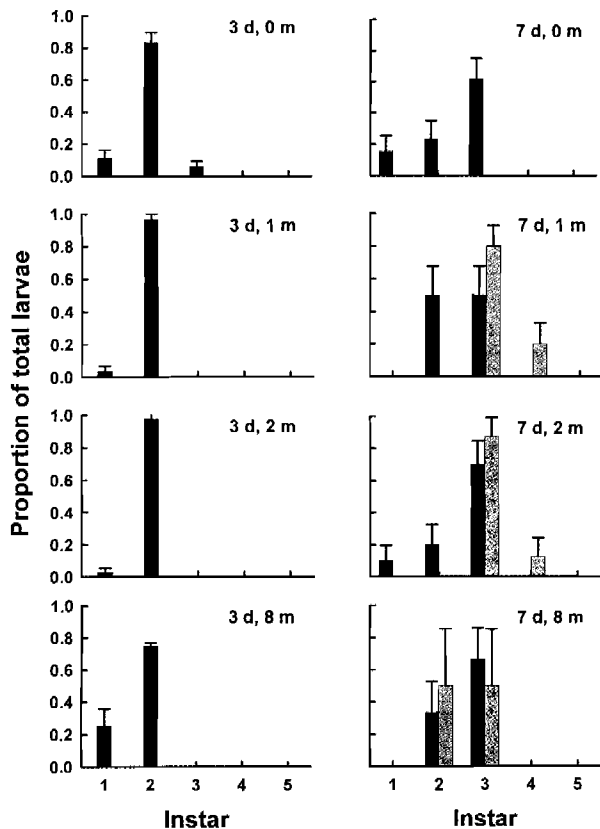 3 d, 0 m
1.0
0.8
0.6
0.4
0.2
0.0
7 d, 0 m
3 d, 1 m
1.0
0.8
0.6
0.4
0.2
0.0
7 d, 1 m
Proportion of total larvae
3 d, 2 m
1.0
0.8
0.6
0.4
0.2
0.0
7 d, 2 m
3 d, 8 m
1.0
0.8
0.6
0.4
0.2
0.0
1 2 3 4 5
Instar
7 d, 8 m
1 2 3 4 5
Instar